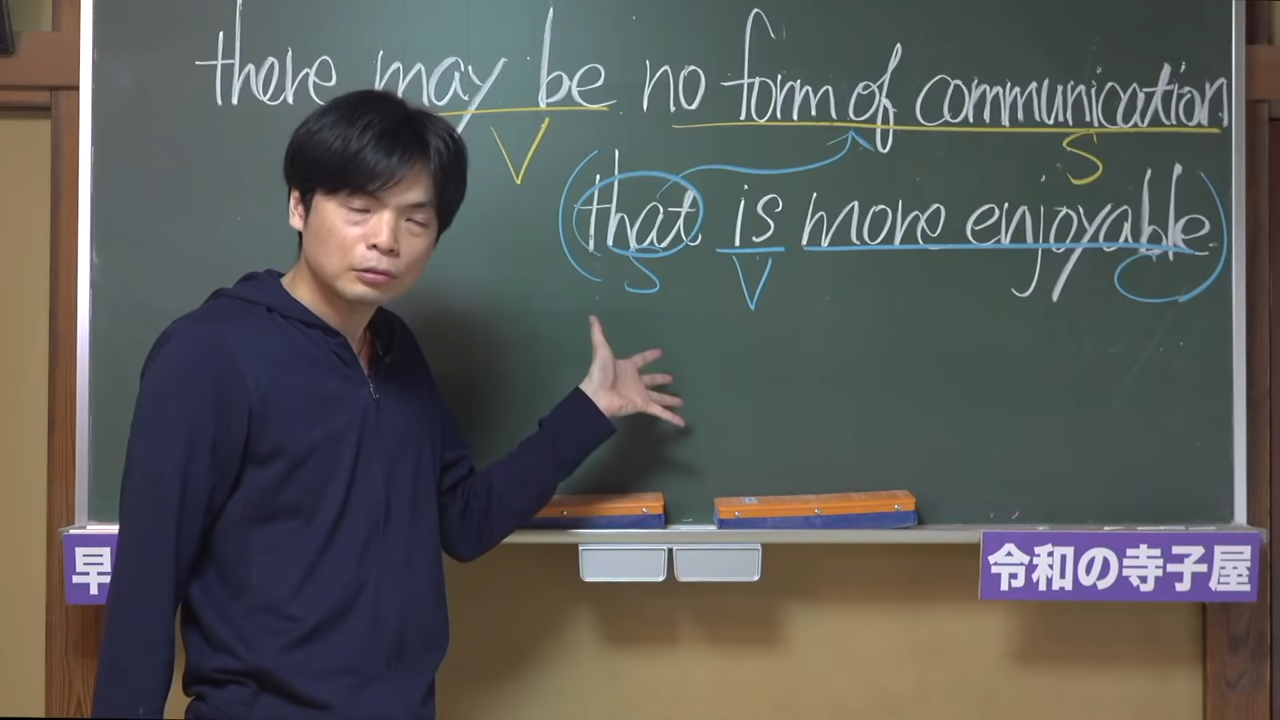 there may be no form of communication
V
S
(that is more enjoyable.)
S V
早
令和の寺子屋